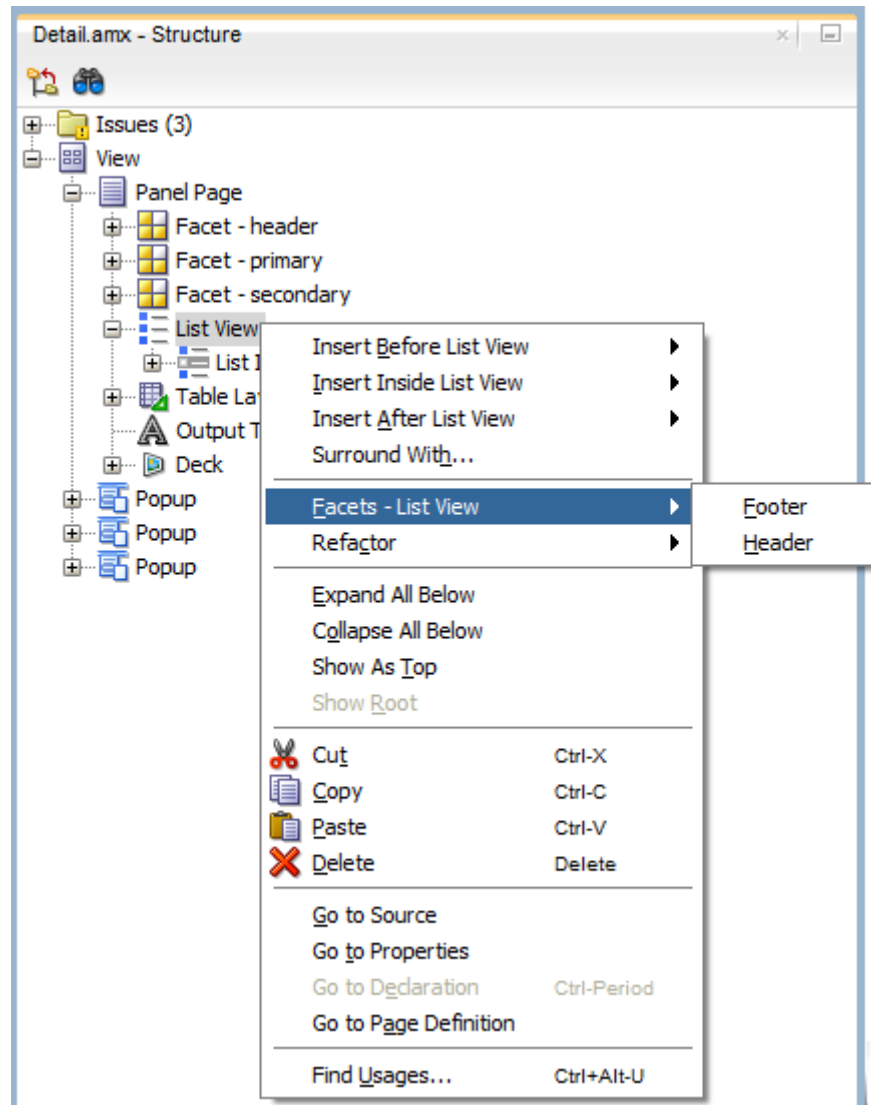 Detail.amx - Structure
Issues (3)
View
Panel Page
Facet - header
Facet - primary
Facet - secondary
List View
List I
Table La
Output T
Deck
Popup
Popup
Popup
Insert Before List View
Insert Inside List View
Insert After List View
Surround With...
Facets - List View
Footer
Header
Refactor
Expand All Below
Collapse All Below
Show As Top
Show Root
Cut Ctrl-X
Copy Ctrl-C
Paste Ctrl-V
Delete Delete
Go to Source
Go to Properties
Go to Declaration Ctrl-Period
Go to Page Definition
Find Usages... Ctrl+Alt-U